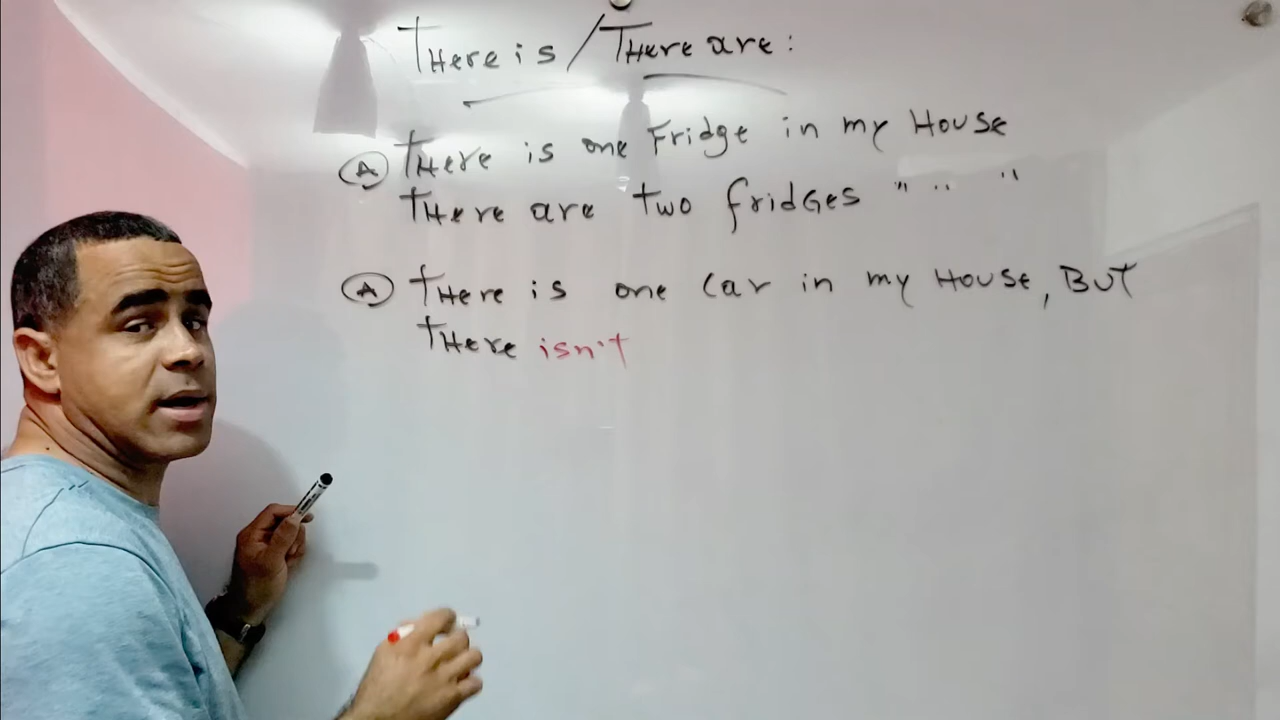 THere is / THere are:
A THere is one Fridge in my House
THere are two fridGes " " "
A THere is one Car in my House, BUT
THere isn't